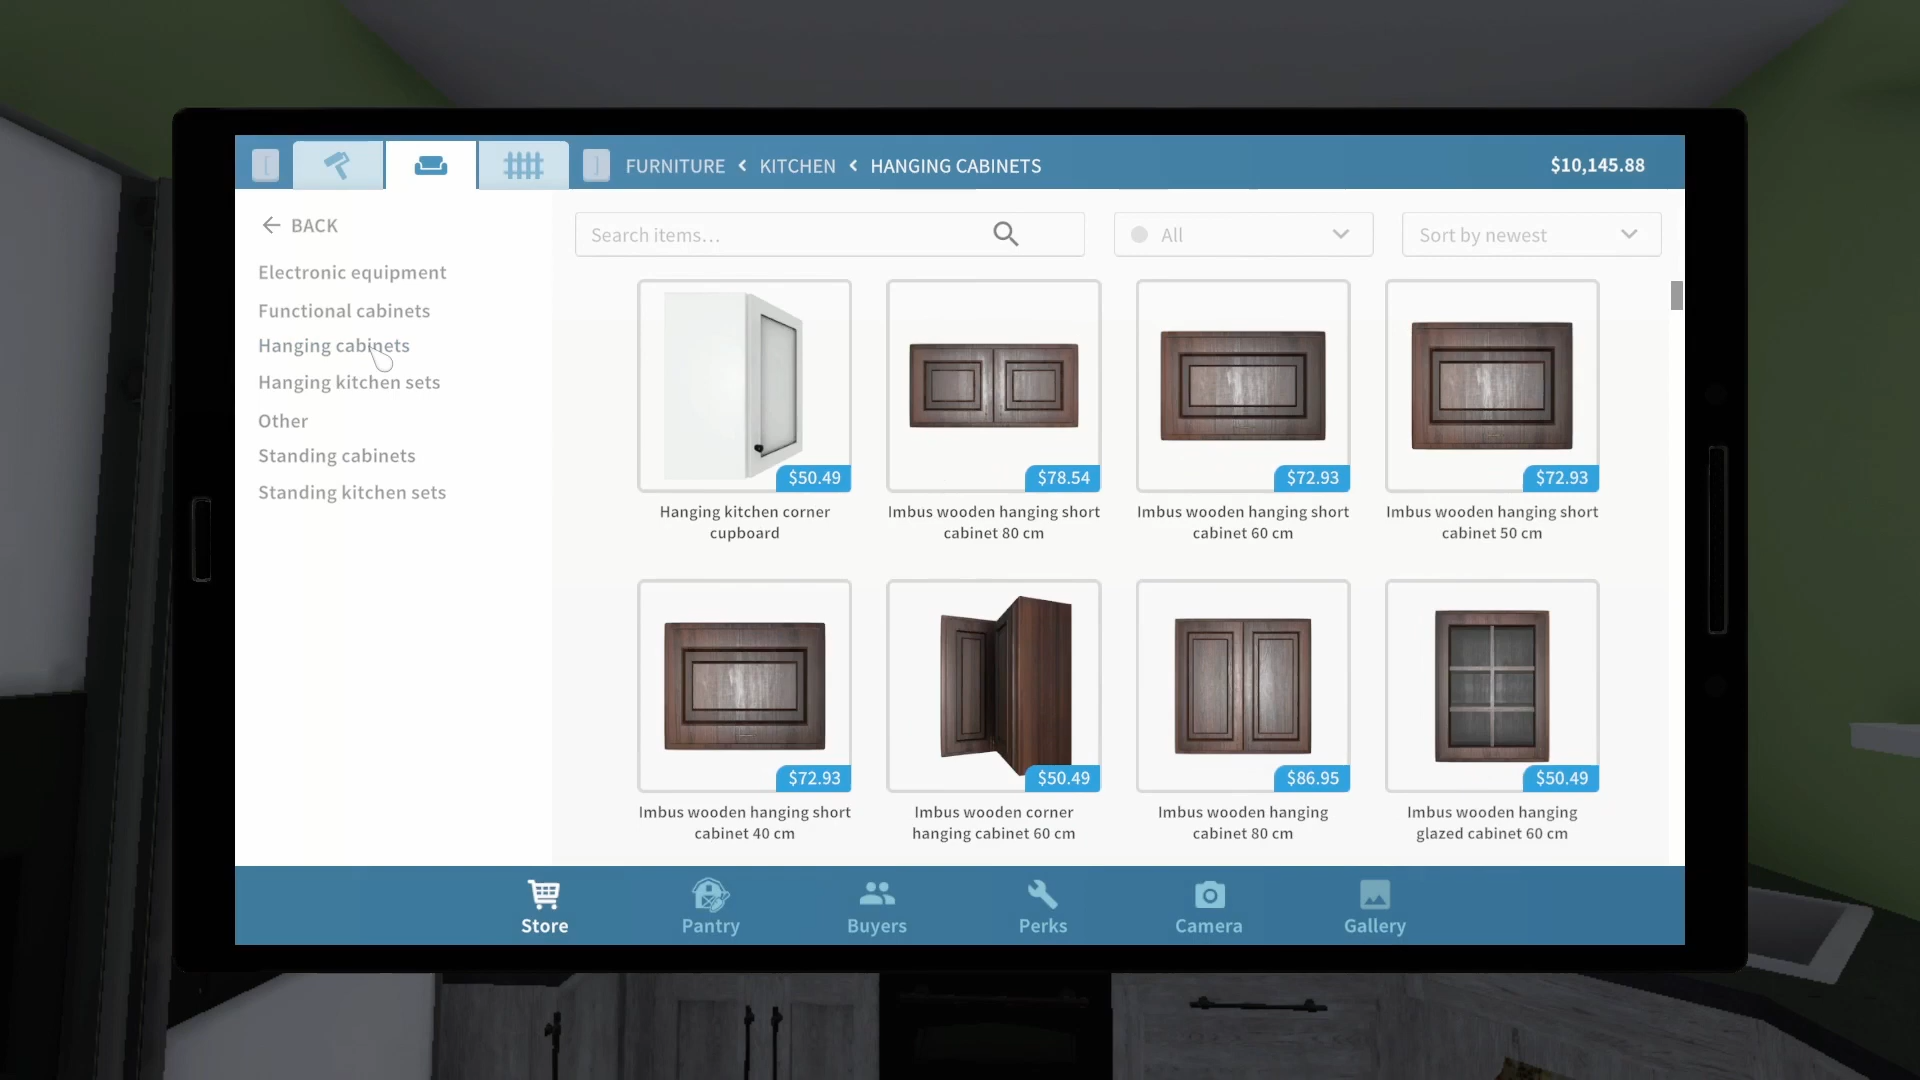 [
]
FURNITURE < KITCHEN < HANGING CABINETS
$10,145.88
BACK
Electronic equipment
Functional cabinets
Hanging cabinets
Hanging kitchen sets
Other
Standing cabinets
Standing kitchen sets
Search items...
All
Sort by newest
$50.49
Hanging kitchen corner
cupboard
$78.54
Imbus wooden hanging short
cabinet 80 cm
$72.93
Imbus wooden hanging short
cabinet 60 cm
$72.93
Imbus wooden hanging short
cabinet 50 cm
$72.93
Imbus wooden hanging short
cabinet 40 cm
$50.49
Imbus wooden corner
hanging cabinet 60 cm
$86.95
Imbus wooden hanging
cabinet 80 cm
$50.49
Imbus wooden hanging
glazed cabinet 60 cm
Store
Pantry
Buyers
Perks
Camera
Gallery